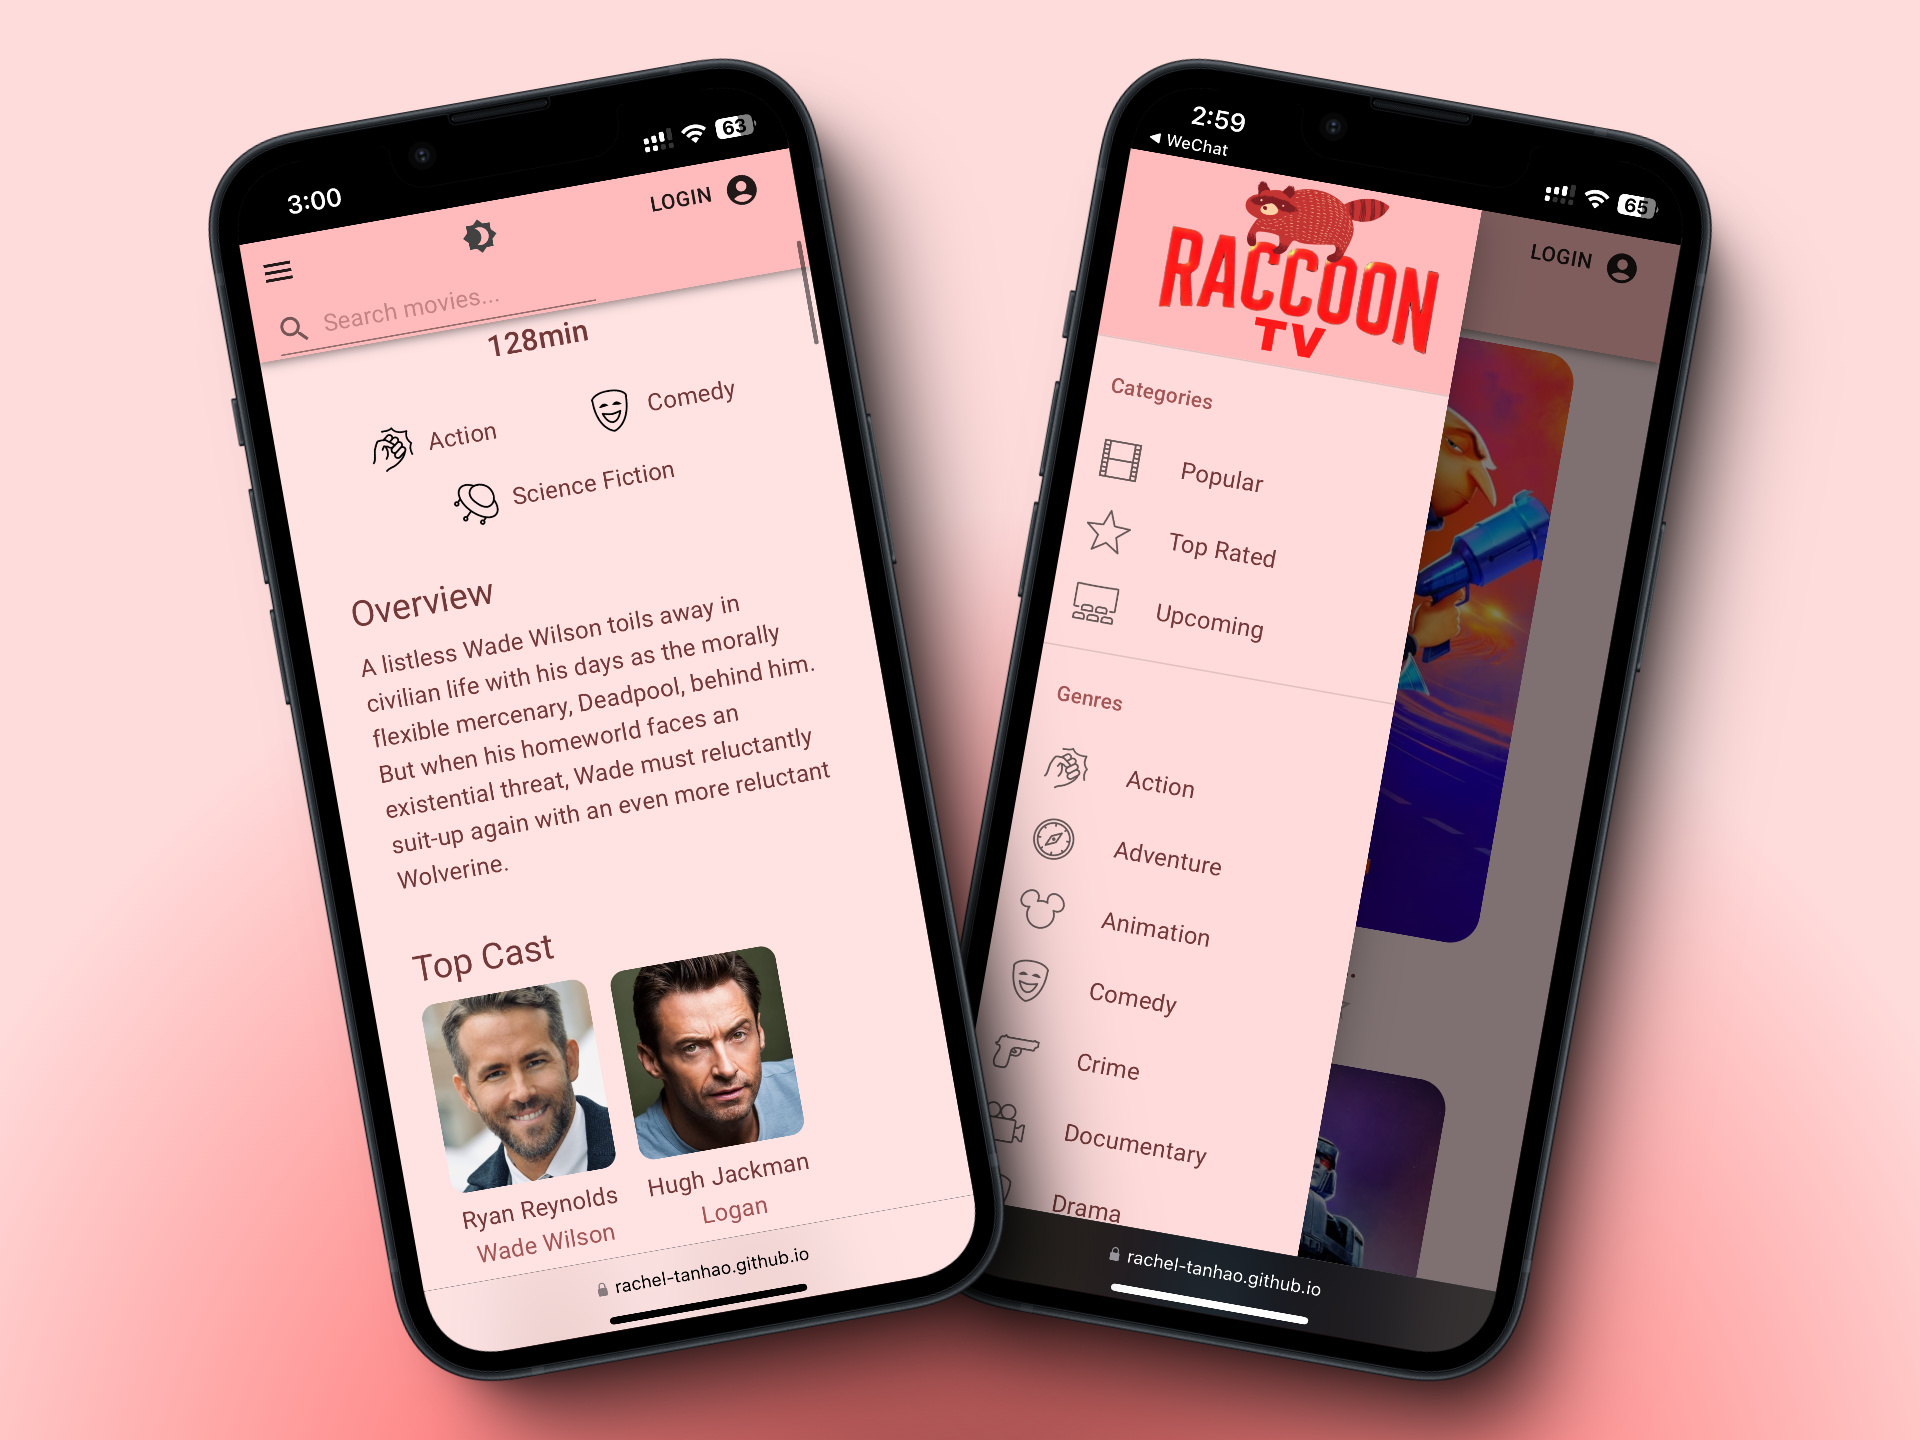 3:00
63
LOGIN
Search movies...
128min
Action
Comedy
Science Fiction
Overview
A listless Wade Wilson toils away in
civilian life with his days as the morally
flexible mercenary, Deadpool, behind him.
But when his homeworld faces an
existential threat, Wade must reluctantly
suit-up again with an even more reluctant
Wolverine.
Top Cast
Ryan Reynolds
Wade Wilson
Hugh Jackman
Logan
rachel-tanhao.github.io
2:59
WeChat
65
LOGIN
RACCOON
TV
Categories
Popular
Top Rated
Upcoming
Genres
Action
Adventure
Animation
Comedy
Crime
Documentary
Drama
rachel-tanhao.github.io